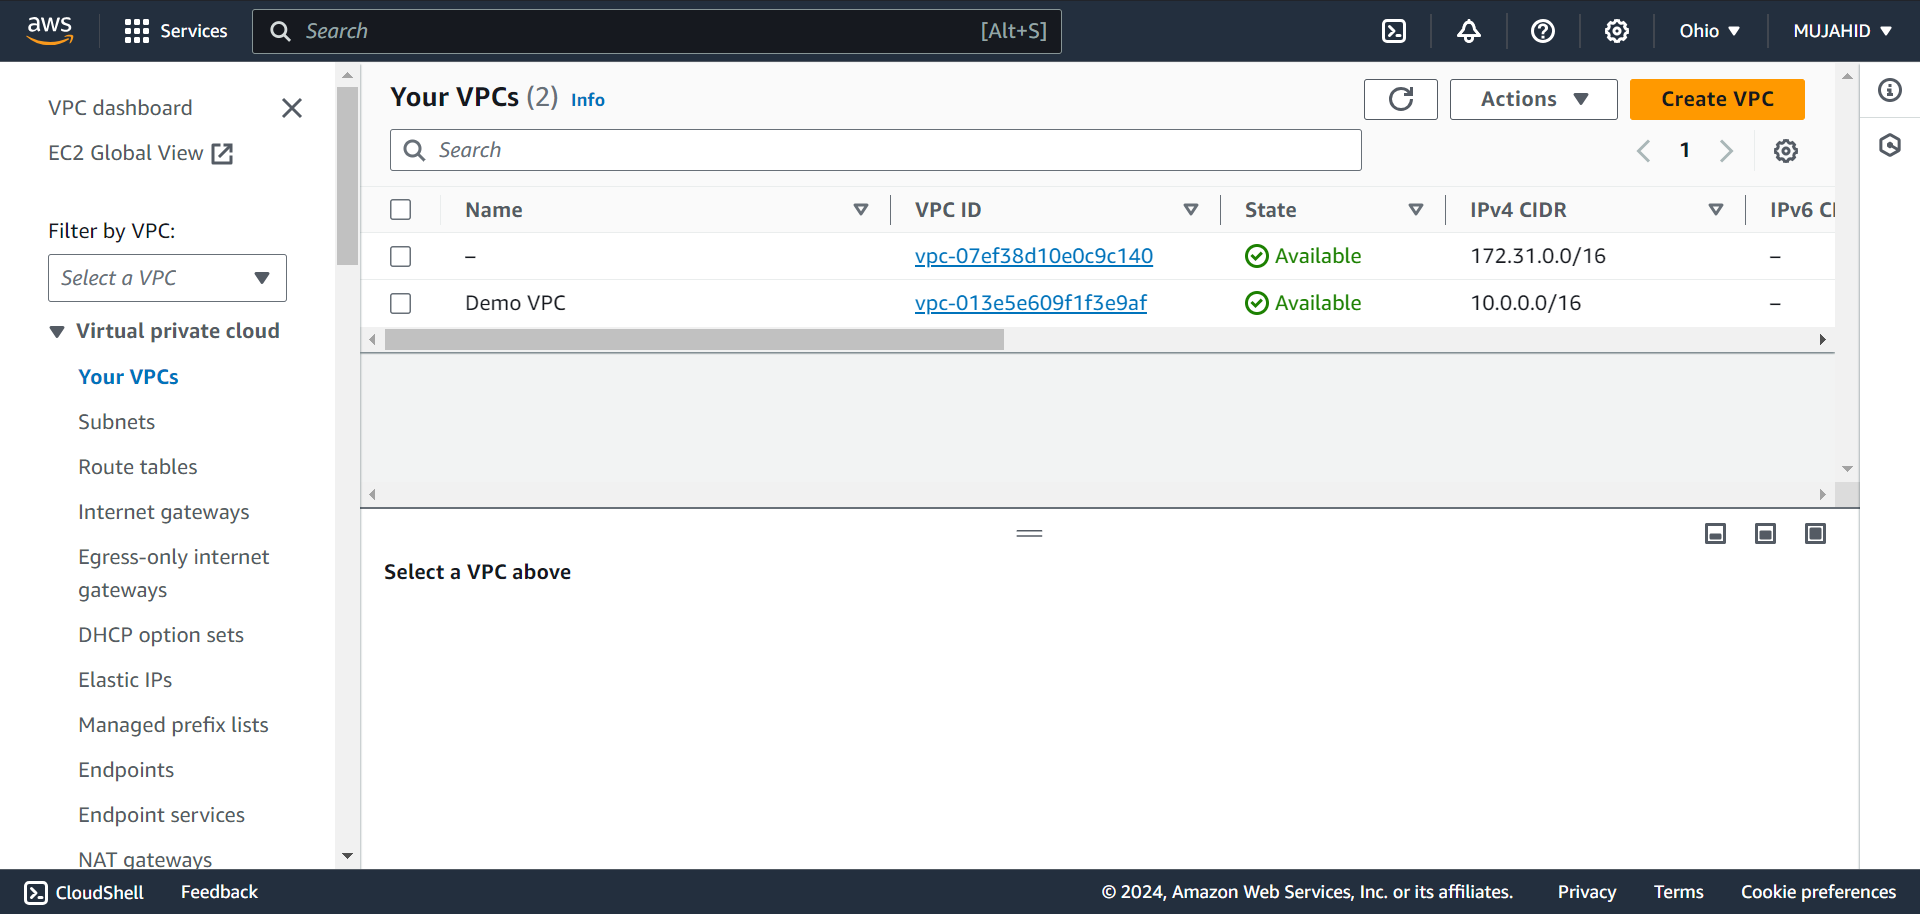 aws Services Search [Alt+S] Ohio MUJAHID
VPC dashboard
EC2 Global View
Filter by VPC:
Select a VPC
Virtual private cloud
Your VPCs
Subnets
Route tables
Internet gateways
Egress-only internet
gateways
DHCP option sets
Elastic IPs
Managed prefix lists
Endpoints
Endpoint services
NAT gateways
Your VPCs (2) Info
Actions
Create VPC
Search
1
Name VPC ID State IPv4 CIDR IPv6 CI
– vpc-07ef38d10e0c9c140 Available 172.31.0.0/16 –
Demo VPC vpc-013e5e609f1f3e9af Available 10.0.0.0/16 –
Select a VPC above
CloudShell Feedback © 2024, Amazon Web Services, Inc. or its affiliates. Privacy Terms Cookie preferences